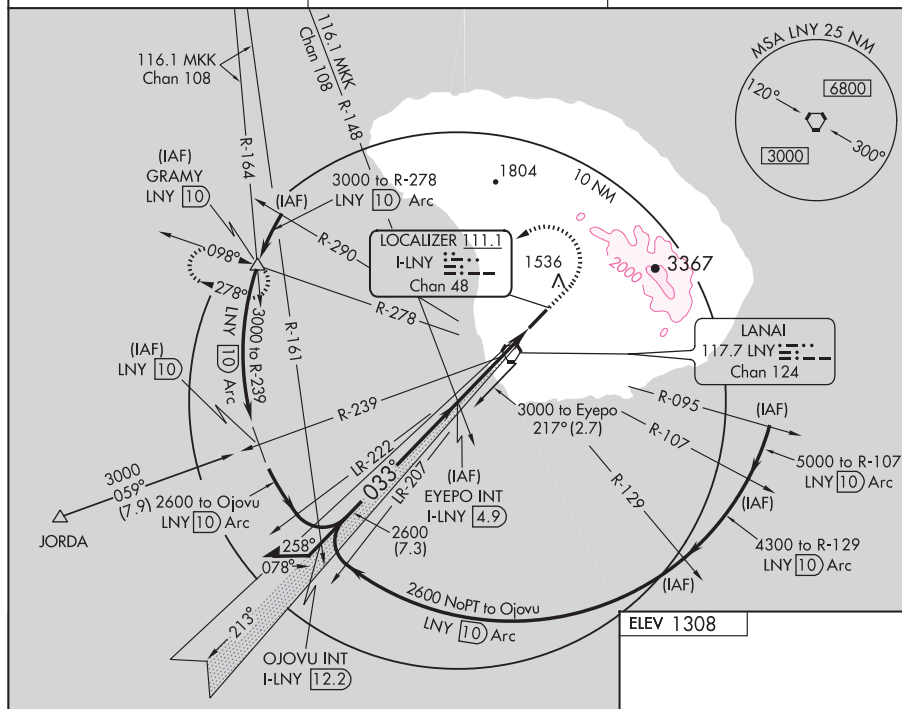 116.1 MKK
Chan 108
116.1 MKK
Chan 108
R-148
R-164
MSA LNY 25 NM
120°
6800
3000
300°
(IAF)
GRAMY
LNY 10
(IAF)
3000 to R-278
LNY 10 Arc
1804
10 NM
R-290
LOCALIZER 111.1
I-LNY
Chan 48
1536
2000
3367
098°
278°
R-278
3000 to R-239
LNY 10 Arc
R-161
LANAI
117.7 LNY
Chan 124
(IAF)
LNY 10
R-239
3000 to Eyepo
217° (2.7)
R-095
(IAF)
R-107
5000 to R-107
LNY 10 Arc
R-129
(IAF)
4300 to R-129
LNY 10 Arc
(IAF)
3000
059°
(7.9)
JORDA
2600 to Ojovu
LNY 10 Arc
LR-222
033°
LR-207
(IAF)
EYEPO INT
I-LNY 4.9
2600
(7.3)
258°
078°
2600 NoPT to Ojovu
LNY 10 Arc
213°
OJOVU INT
I-LNY 12.2
ELEV 1308